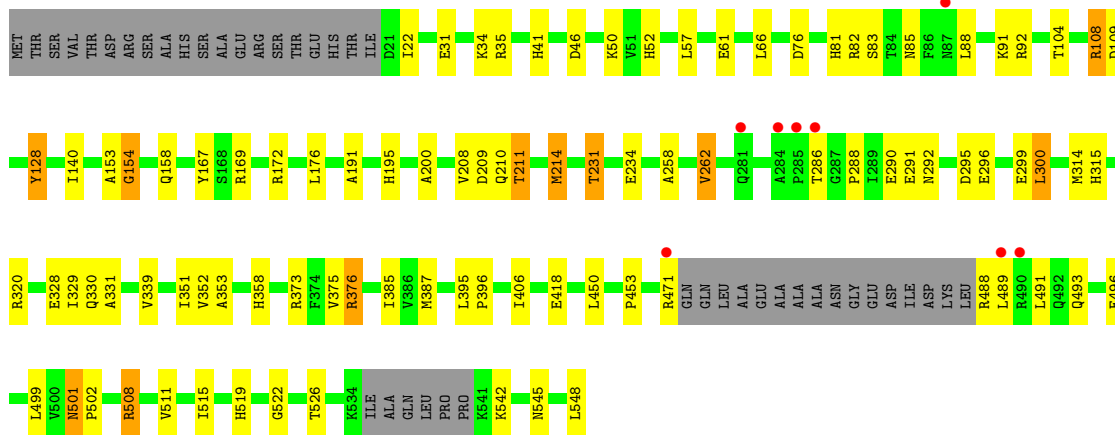 MET THR SER VAL THR ASP ARG SER ALA HIS SER ALA GLU ARG SER THR GLU HIS THR ILE D21 I22 E31 K34 R35 H41 D46 K50 V51 H52 L57 E61 L66 D76 H81 R82 S83 T84 N85 F86 N87 L88 K91 R92 T104 R108
Y128 I140 A153 G154 Q158 Y167 S168 R169 R172 L176 A191 H195 A200 V208 D209 Q210 T211 M214 T231 E234 A258 V262 Q281 A284 P285 T286 G287 P288 I289 E290 E291 N292 D295 E296 E299 L300 M314 H315
R320 E328 I329 Q330 A331 V339 I351 V352 A353 H358 R373 F374 V375 R376 I385 V386 M387 L395 P396 I406 E418 L450 P453 R471 GLN GLN LEU ALA GLU ALA ALA ALA ASN GLY GLU ASP ILE ASP LYS LEU R488 L489 R490 L491 Q492 Q493
L499 V500 N501 P502 R508 V511 I515 H519 G522 T526 K534 ILE ALA GLN LEU PRO PRO K541 K542 N545 L548